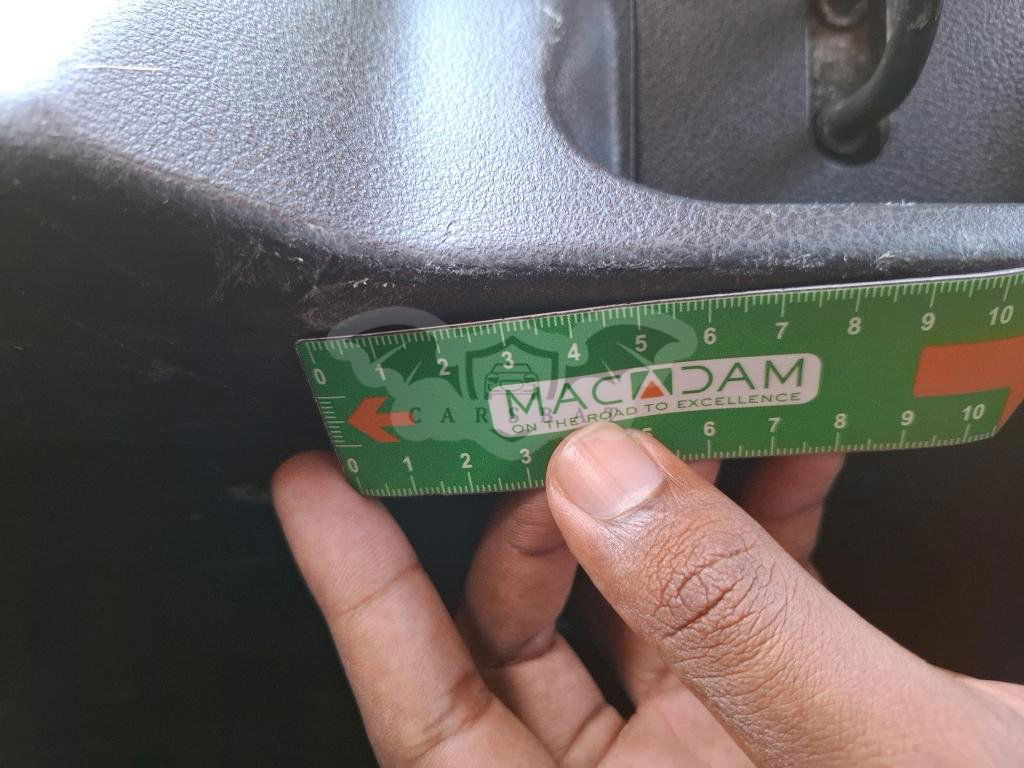 0 1 2 3 4 5 6 7 8 9 10
MACADAM
ON THE ROAD TO EXCELLENCE
CARSBAR
0 1 2 3 5 6 7 8 9 10